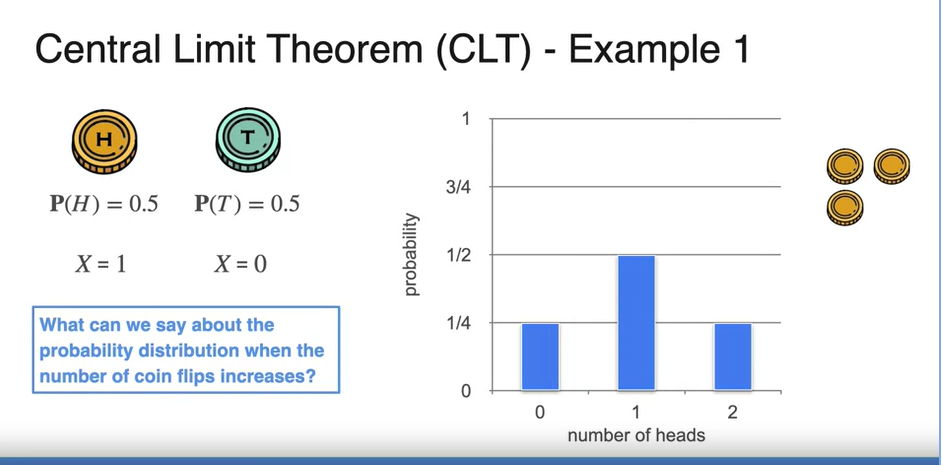 Central Limit Theorem (CLT) - Example 1
H
T
P(H) = 0.5
P(T) = 0.5
X = 1
X = 0
What can we say about the
probability distribution when the
number of coin flips increases?
probability
1
3/4
1/2
1/4
0
0 1 2
number of heads